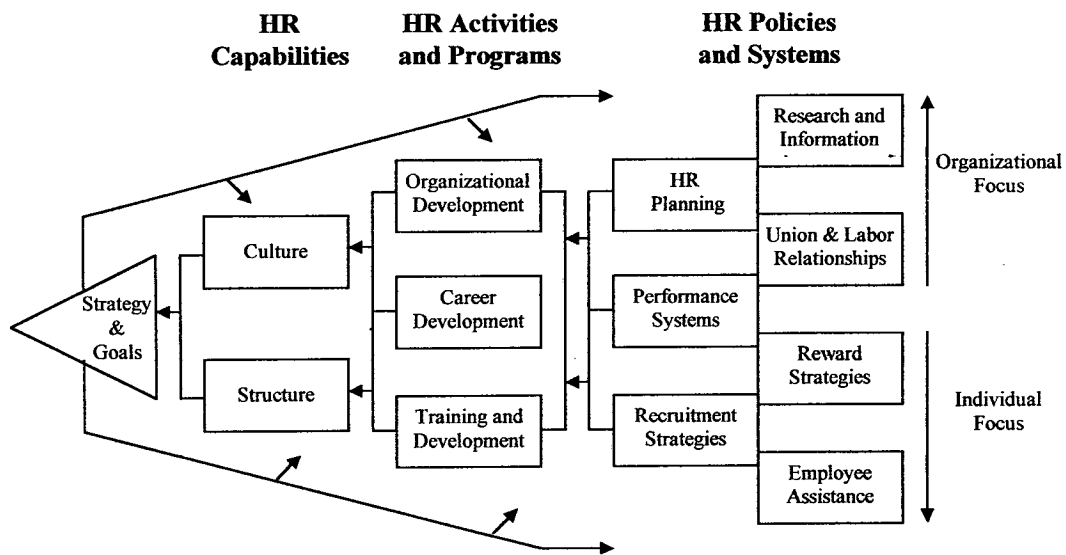 HR
Capabilities
HR Activities
and Programs
HR Policies
and Systems
Research and
Information
Organizational
Focus
Organizational
Development
HR
Planning
Union & Labor
Relationships
Culture
Strategy
&
Goals
Career
Development
Performance
Systems
Reward
Strategies
Structure
Training and
Development
Recruitment
Strategies
Individual
Focus
Employee
Assistance